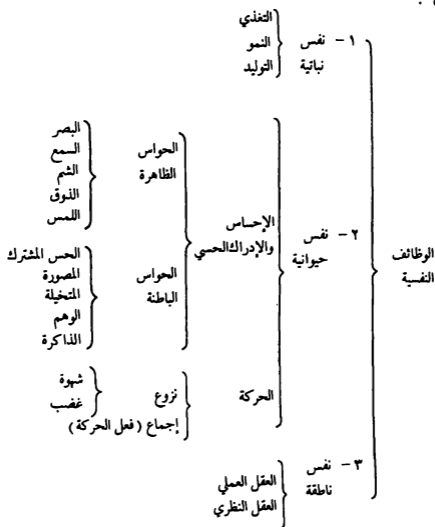 الوظائف
النفسية
١ - نفس
نباتية
التغذي
النمو
التوليد
٢ - نفس
حيوانية
الإحساس
والإدراك الحسي
الحواس
الظاهرة
البصر
السمع
الشم
الذوق
اللمس
الحواس
الباطنة
الحس المشترك
المصورة
المتخيلة
الوهم
الذاكرة
الحركة
نزوع
شهوة
غضب
إجماع (فعل الحركة)
٣ - نفس
ناطقة
العقل العملي
العقل النظري